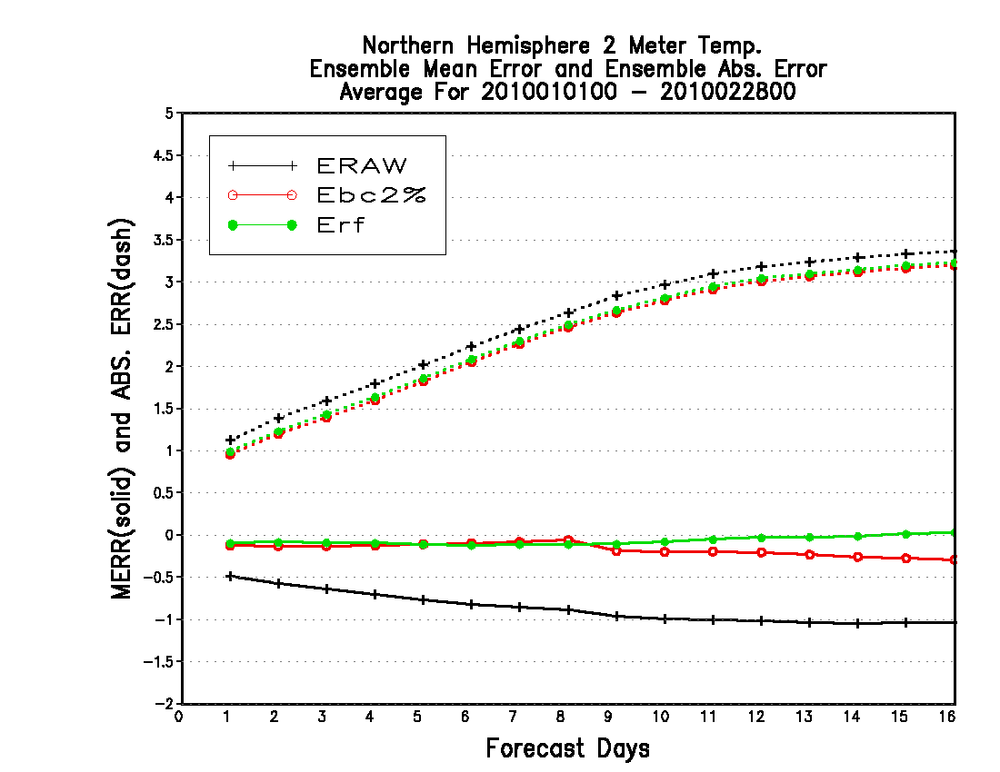 Northern Hemisphere 2 Meter Temp.
Ensemble Mean Error and Ensemble Abs. Error
Average For 2010010100 - 2010022800
ERAW
Ebc2%
Erf
MERR(solid) and ABS. ERR(dash)
5
4.5
4
3.5
3
2.5
2
1.5
1
0.5
0
-0.5
-1
-1.5
-2
0 1 2 3 4 5 6 7 8 9 10 11 12 13 14 15 16
Forecast Days